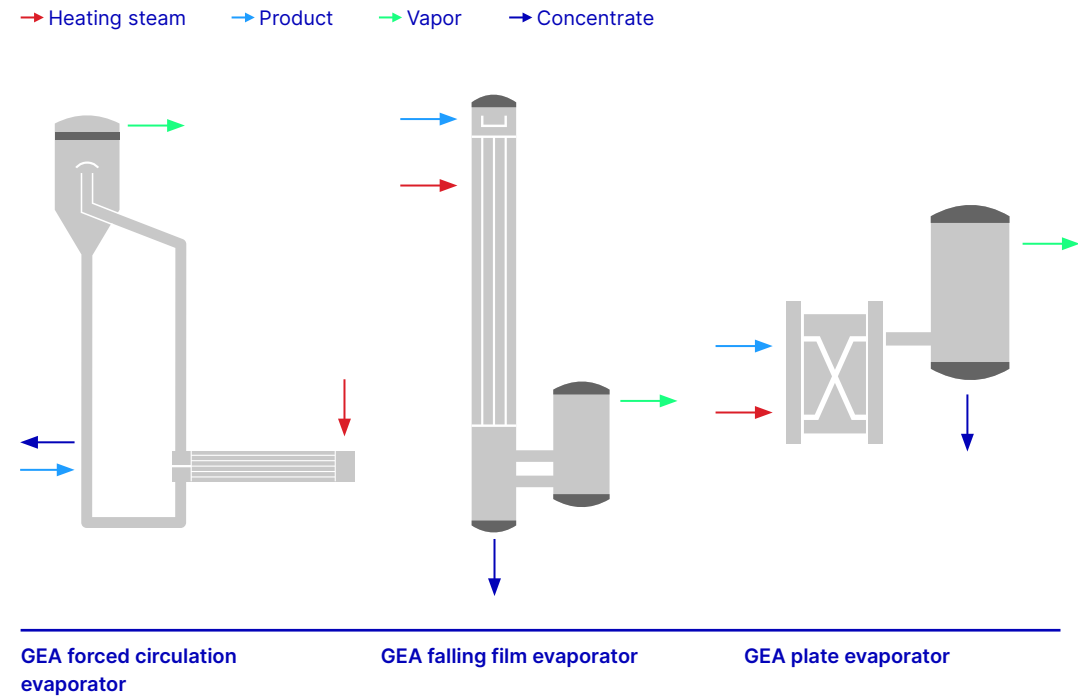 Heating steam Product Vapor Concentrate
GEA forced circulation
evaporator
GEA falling film evaporator
GEA plate evaporator